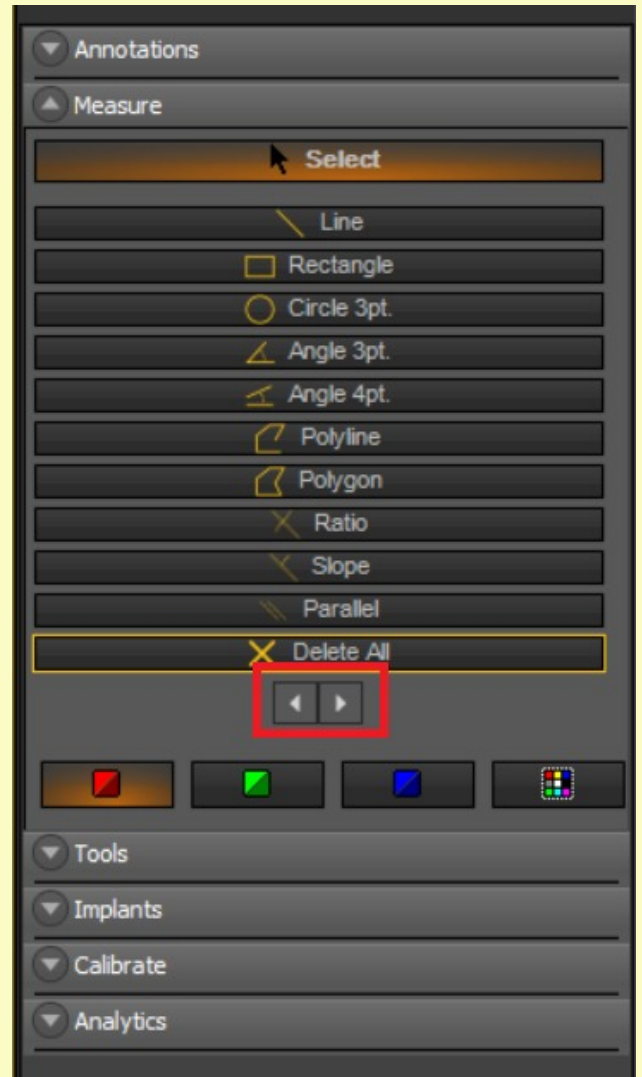 Annotations
Measure
Select
Line
Rectangle
Circle 3pt.
Angle 3pt.
Angle 4pt.
Polyline
Polygon
Ratio
Slope
Parallel
Delete All
Tools
Implants
Calibrate
Analytics